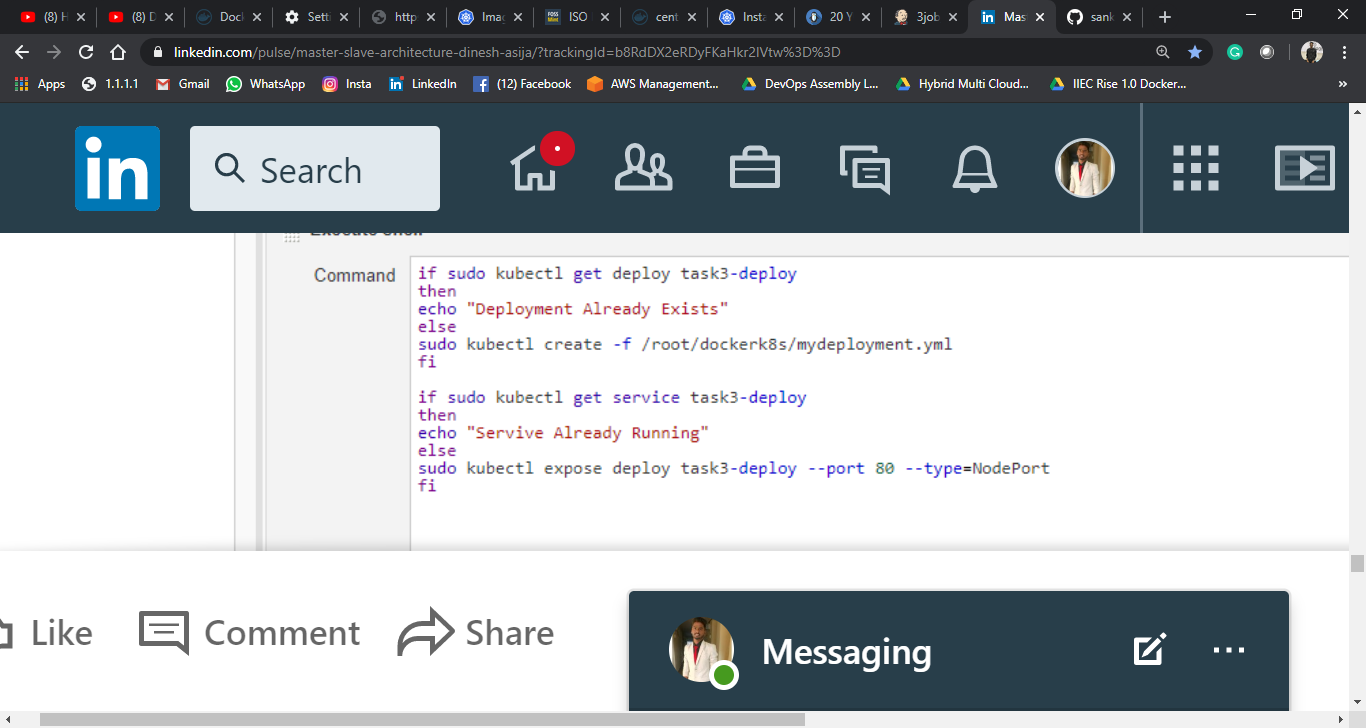 (8) H
(8) D
Doc
Setti
http
Imag
ISO
cent
Insta
20 Y
3job
Mas
sank
linkedin.com/pulse/master-slave-architecture-dinesh-asija/?trackingId=b8RdDX2eRDyFKaHkr2IVtw%3D%3D
Apps
1.1.1.1
Gmail
WhatsApp
Insta
LinkedIn
(12) Facebook
AWS Management...
DevOps Assembly L...
Hybrid Multi Cloud...
IIEC Rise 1.0 Docker...
»
in
Search
Execute shell
Command
if sudo kubectl get deploy task3-deploy
then
echo "Deployment Already Exists"
else
sudo kubectl create -f /root/dockerk8s/mydeployment.yml
fi
if sudo kubectl get service task3-deploy
then
echo "Servive Already Running"
else
sudo kubectl expose deploy task3-deploy --port 80 --type=NodePort
fi
Like
Comment
Share
Messaging